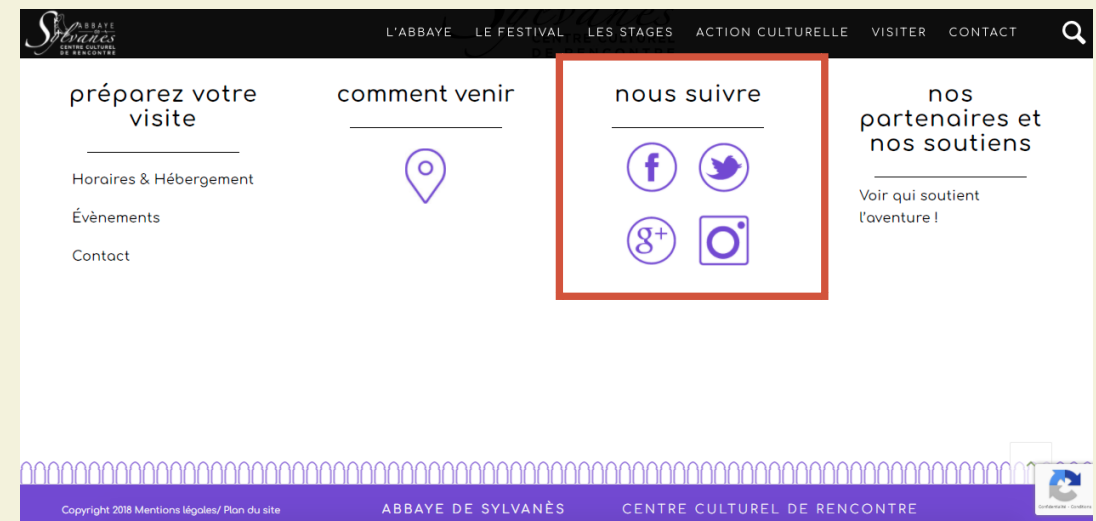 ABBAYE
Sylvanès
CENTRE CULTUREL
DE RENCONTRE
L'ABBAYE LE FESTIVAL LES STAGES ACTION CULTURELLE VISITER CONTACT
préparez votre
visite
Horaires & Hébergement
Évènements
Contact
comment venir
nous suivre
f
g+
nos
partenaires et
nos soutiens
Voir qui soutient
l'aventure !
Copyright 2018 Mentions légales/ Plan du site
ABBAYE DE SYLVANÈS
CENTRE CULTUREL DE RENCONTRE